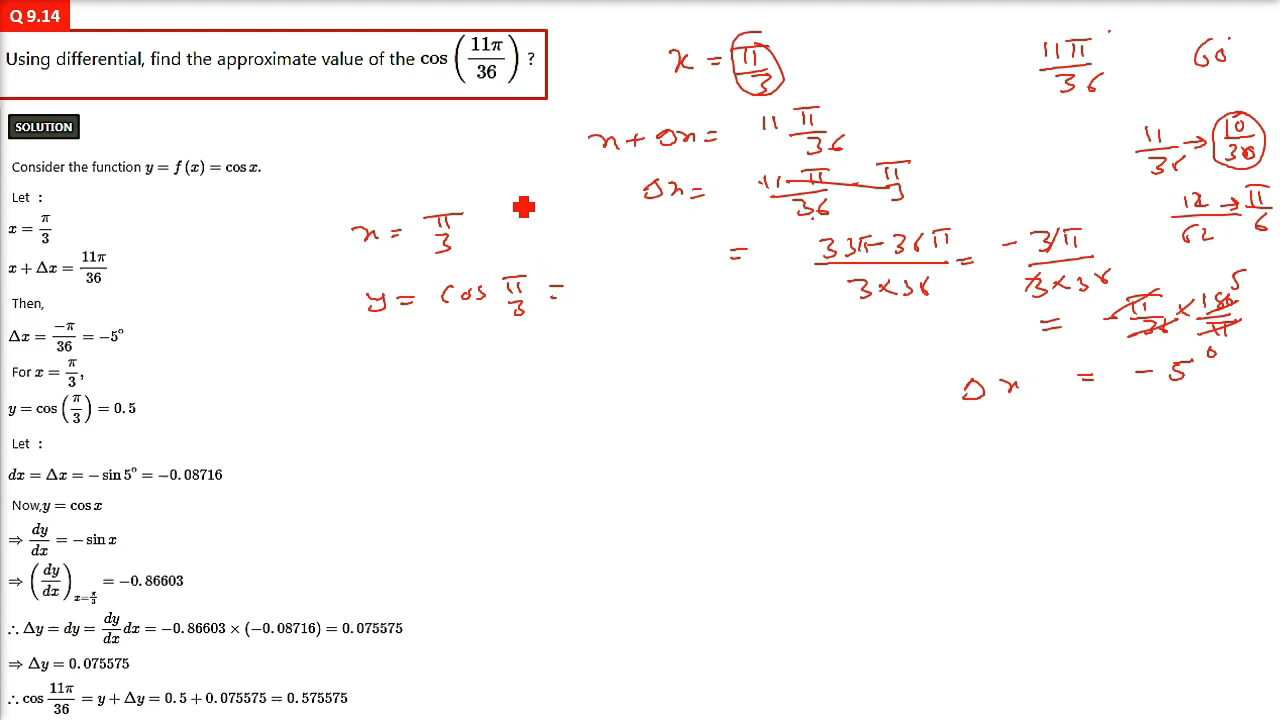 Q 9.14
Using differential, find the approximate value of the cos (11π/36) ?
SOLUTION
Consider the function y = f (x) = cos x.
Let :
x = π/3
x + Δx = 11π/36
Then,
Δx = −π/36 = −5°
For x = π/3,
y = cos (π/3) = 0.5
Let :
dx = Δx = − sin 5° = −0.08716
Now, y = cos x
⇒ dy/dx = − sin x
⇒ (dy/dx)ₓ₌π/3 = −0.86603
∴ Δy = dy = dy/dx dx = −0.86603 × (−0.08716) = 0.075575
⇒ Δy = 0.075575
∴ cos 11π/36 = y + Δy = 0.5 + 0.075575 = 0.575575
x = π/3
y = cos π/3 =
x = π/3
x + Δx = 11 π/36
Δx = 11 π/36 − π/3
= 33π − 36π / 3 × 36 = − 3π / 3 × 36
= − π/36 × 180/π 5
Δx = − 5°
11π/36
60°
11/36 → 10/30
12 → π/6